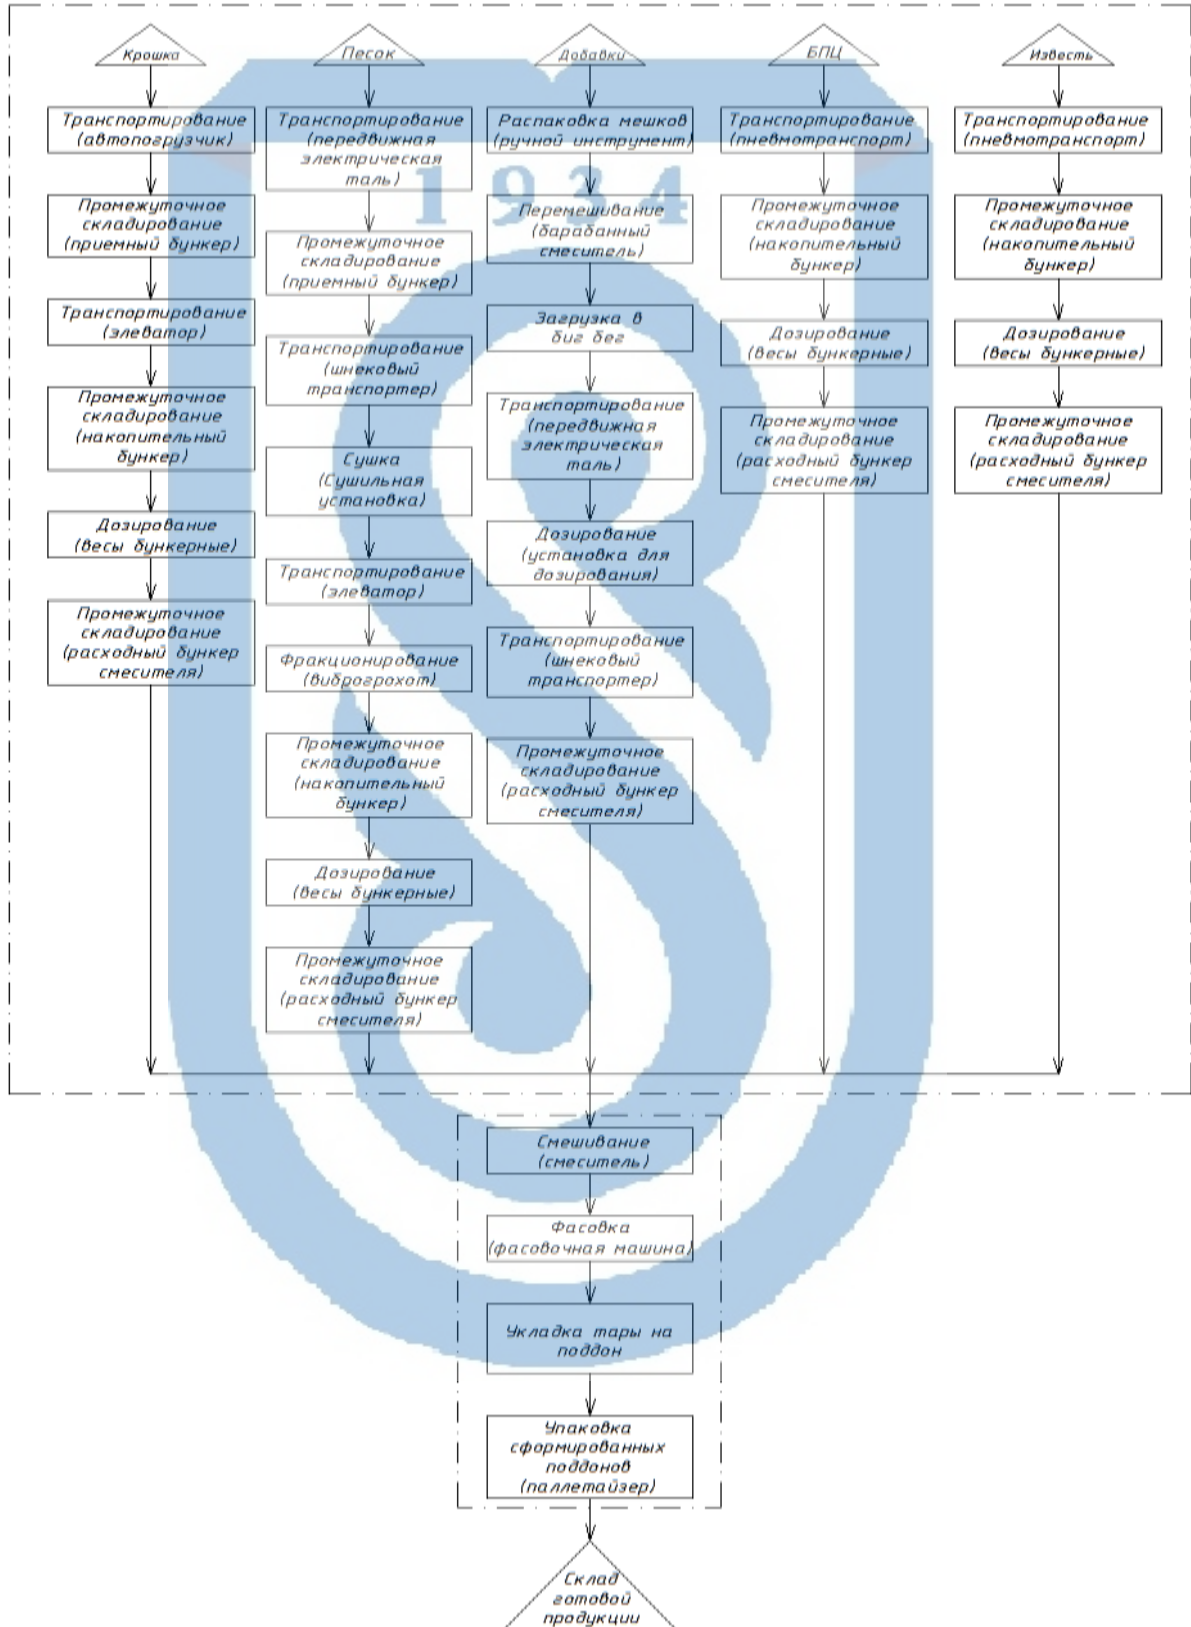 Крошка
Транспортирование
(автопогрузчик)
Промежуточное
складирование
(приемный бункер)
Транспортирование
(элеватор)
Промежуточное
складирование
(накопительный
бункер)
Дозирование
(весы бункерные)
Промежуточное
складирование
(расходный бункер
смесителя)
Песок
Транспортирование
(передвижная
электрическая
таль)
Промежуточное
складирование
(приемный бункер)
Транспортирование
(шнековый
транспортер)
Сушка
(Сушильная
установка)
Транспортирование
(элеватор)
Фракционирование
(виброгрохот)
Промежуточное
складирование
(накопительный
бункер)
Дозирование
(весы бункерные)
Промежуточное
складирование
(расходный бункер
смесителя)
Добавки
Распаковка мешков
(ручной инструмент)
1934
Перемешивание
(барабанный
смеситель)
Загрузка в
биг бег
Транспортирование
(передвижная
электрическая
таль)
Дозирование
(установка для
дозирования)
Транспортирование
(шнековый
транспортер)
Промежуточное
складирование
(расходный бункер
смесителя)
БПЦ
Транспортирование
(пневмотранспорт)
Промежуточное
складирование
(накопительный
бункер)
Дозирование
(весы бункерные)
Промежуточное
складирование
(расходный бункер
смесителя)
Известь
Транспортирование
(пневмотранспорт)
Промежуточное
складирование
(накопительный
бункер)
Дозирование
(весы бункерные)
Промежуточное
складирование
(расходный бункер
смесителя)
Смешивание
(смеситель)
Фасовка
(фасовочная машина)
Укладка тары на
поддон
Упаковка
сформированных
поддонов
(паллетайзер)
Склад
готовой
продукции